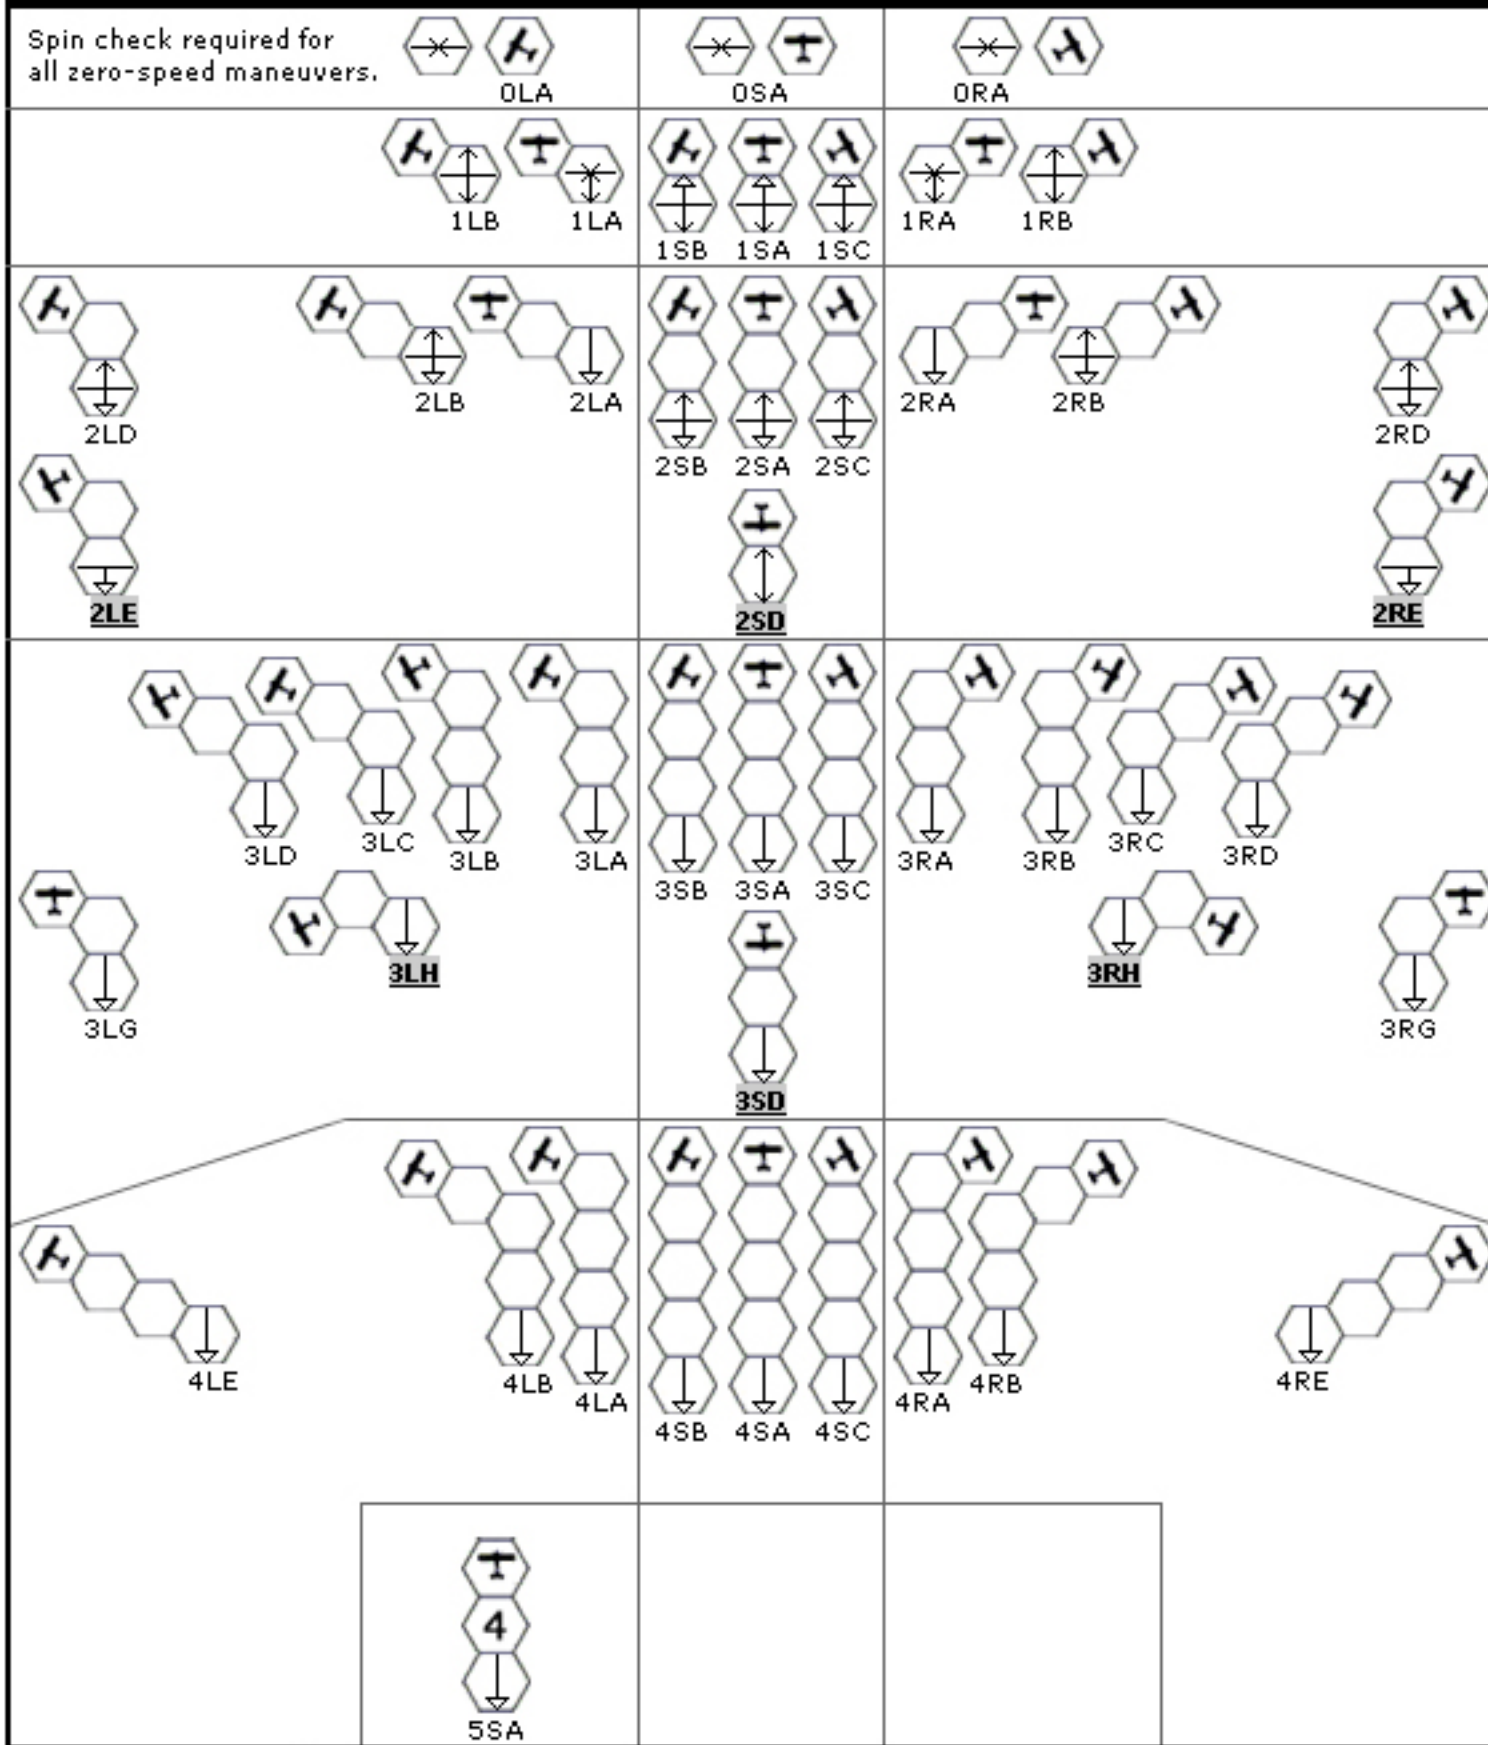 Spin check required for
all zero-speed maneuvers.
0LA 0SA 0RA
1LB 1LA 1SB 1SA 1SC 1RA 1RB
2LD 2LB 2LA 2SB 2SA 2SC 2RA 2RB 2RD
2LE 2SD 2RE
3LD 3LC 3LB 3LA 3SB 3SA 3SC 3RA 3RB 3RC 3RD
3LG 3LH 3SD 3RH 3RG
4LE 4LB 4LA 4SB 4SA 4SC 4RA 4RB 4RE
4
5SA